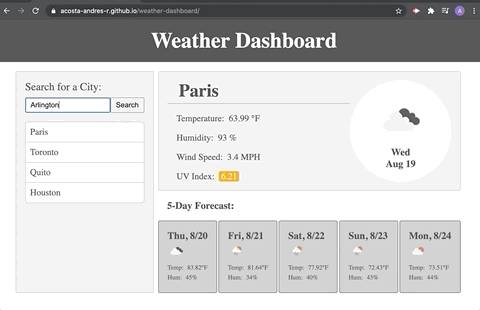 acosta-andres-r.github.io/weather-dashboard/
A
Weather Dashboard
Search for a City:
Arlington
Search
Paris
Toronto
Quito
Houston
Paris
Temperature: 63.99 °F
Humidity: 93 %
Wind Speed: 3.4 MPH
UV Index: 6.21
Wed
Aug 19
5-Day Forecast:
Thu, 8/20
Temp: 83.82°F
Hum: 45%
Fri, 8/21
Temp: 81.64°F
Hum: 34%
Sat, 8/22
Temp: 77.92°F
Hum: 40%
Sun, 8/23
Temp: 72.43°F
Hum: 43%
Mon, 8/24
Temp: 73.51°F
Hum: 44%